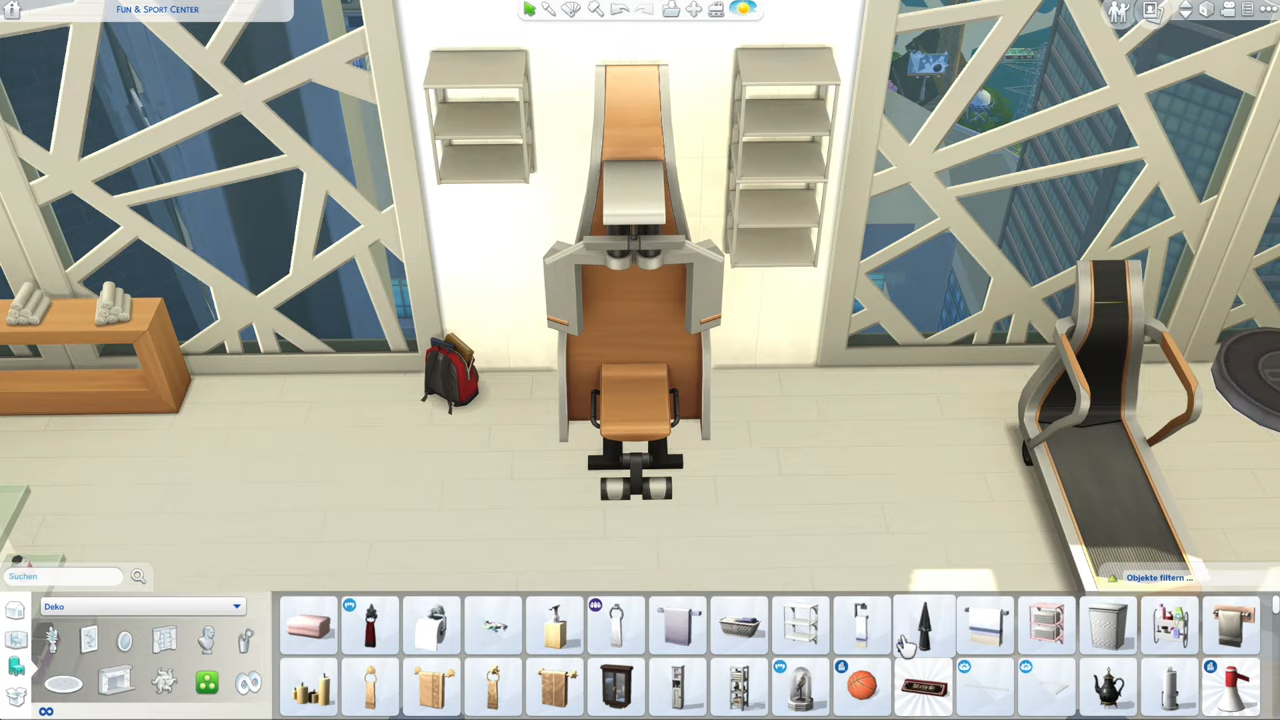 FUN & SPORT CENTER
Suchen
Objekte filtern ...
Deko